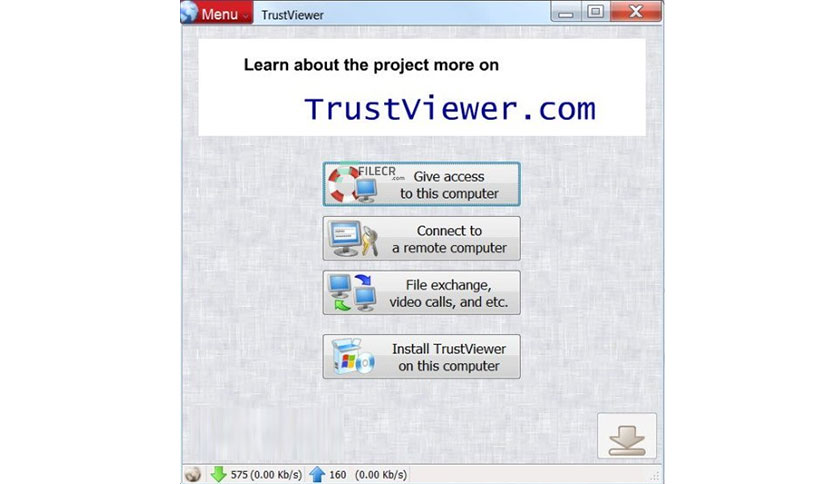 Menu TrustViewer
Learn about the project more on
TrustViewer.com
FILECR
.com
Give access
to this computer
Connect to
a remote computer
File exchange,
video calls, and etc.
Install TrustViewer
on this computer
575 (0.00 Kb/s) 160 (0.00 Kb/s)